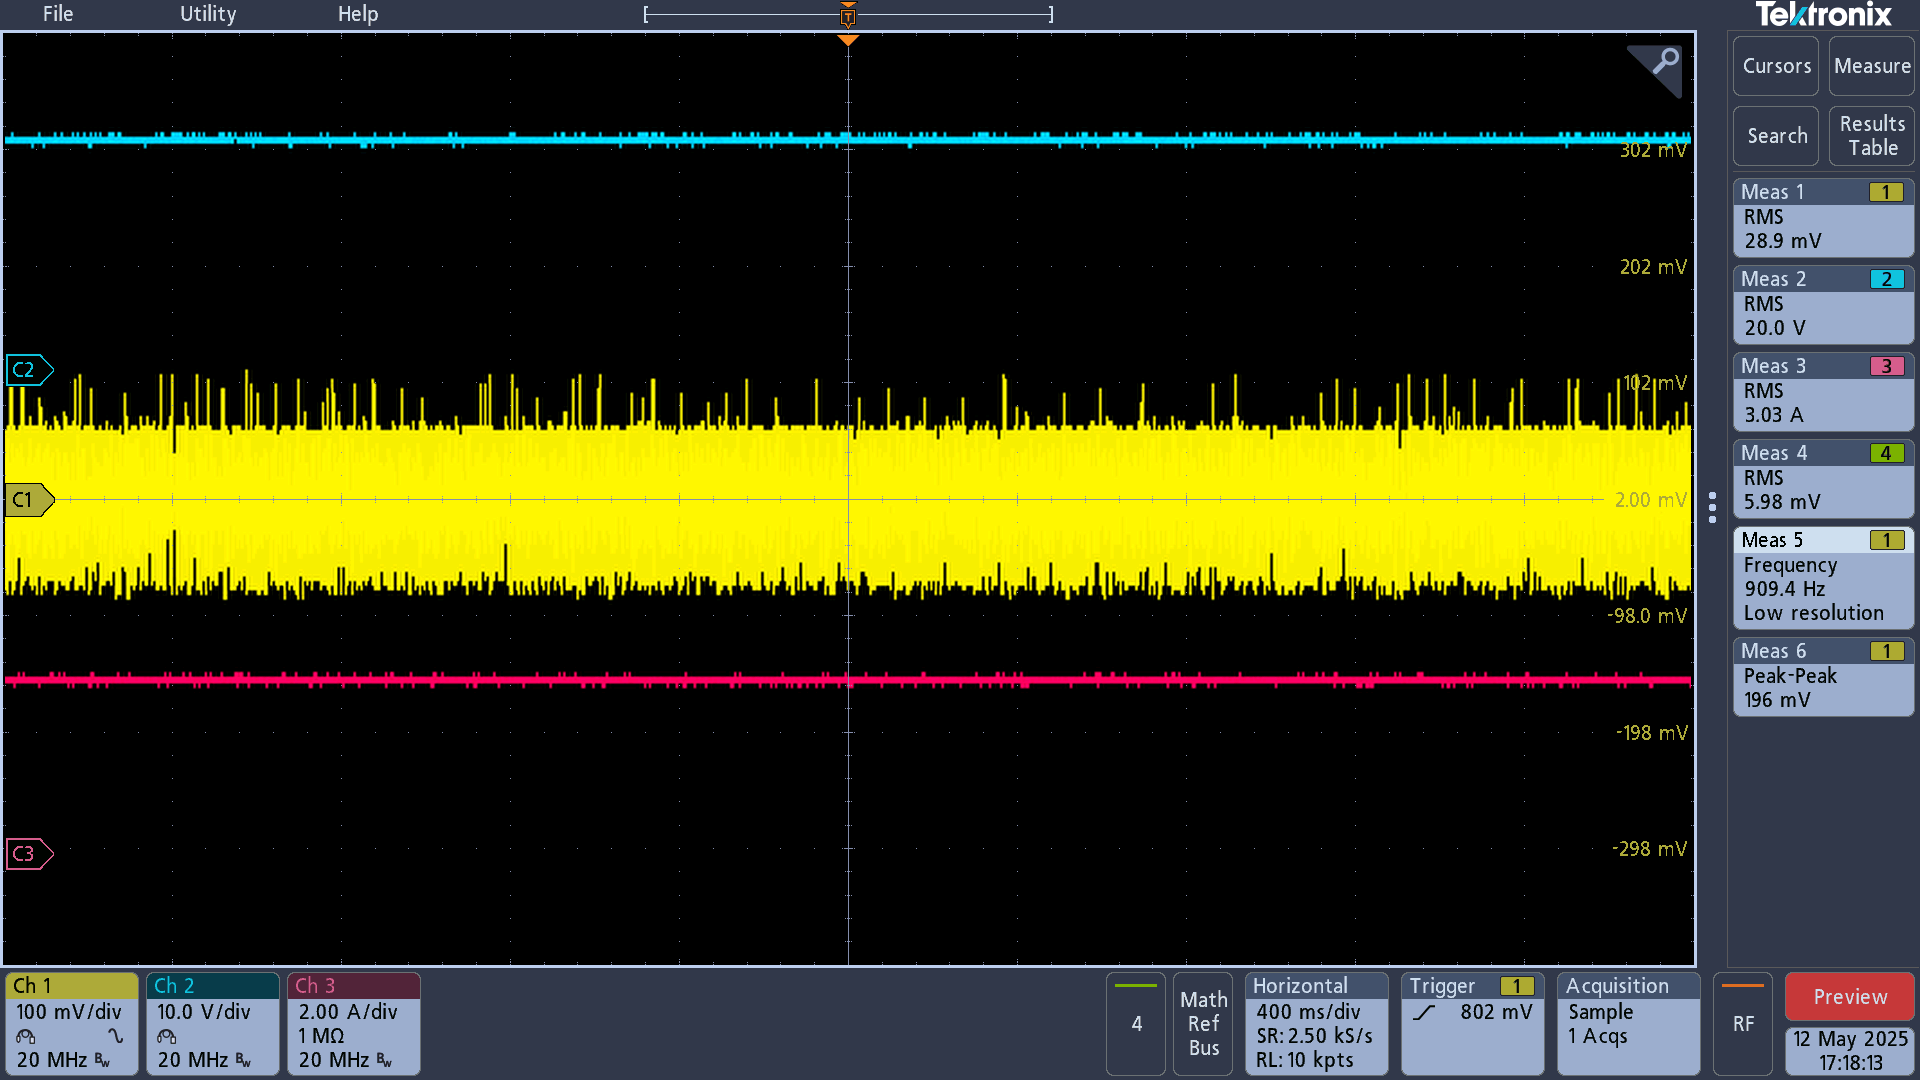 File Utility Help
T
Tektronix
Cursors Measure
Search Results Table
302 mV
202 mV
102 mV
2.00 mV
-98.0 mV
-198 mV
-298 mV
C2
C1
C3
Meas 1 1
RMS
28.9 mV
Meas 2 2
RMS
20.0 V
Meas 3 3
RMS
3.03 A
Meas 4 4
RMS
5.98 mV
Meas 5 1
Frequency
909.4 Hz
Low resolution
Meas 6 1
Peak-Peak
196 mV
Ch 1
100 mV/div
20 MHz Bw
Ch 2
10.0 V/div
20 MHz Bw
Ch 3
2.00 A/div
1 MΩ
20 MHz Bw
4
Math
Ref
Bus
Horizontal
400 ms/div
SR: 2.50 kS/s
RL: 10 kpts
Trigger 1
802 mV
Acquisition
Sample
1 Acqs
RF
Preview
12 May 2025
17:18:13